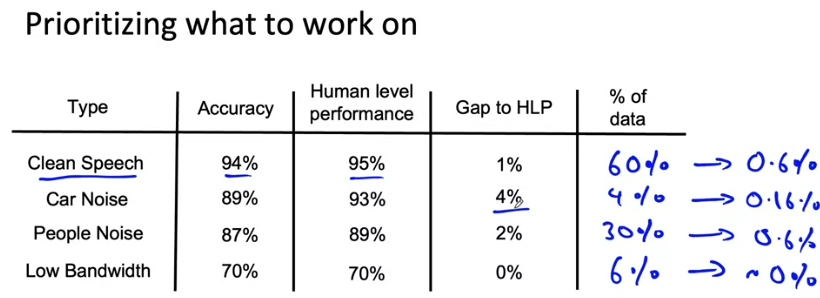 Prioritizing what to work on
Type Accuracy Human level performance Gap to HLP % of data
Clean Speech 94% 95% 1% 60% → 0.6%
Car Noise 89% 93% 4% 4% → 0.16%
People Noise 87% 89% 2% 30% → 0.6%
Low Bandwidth 70% 70% 0% 6% → ~0%